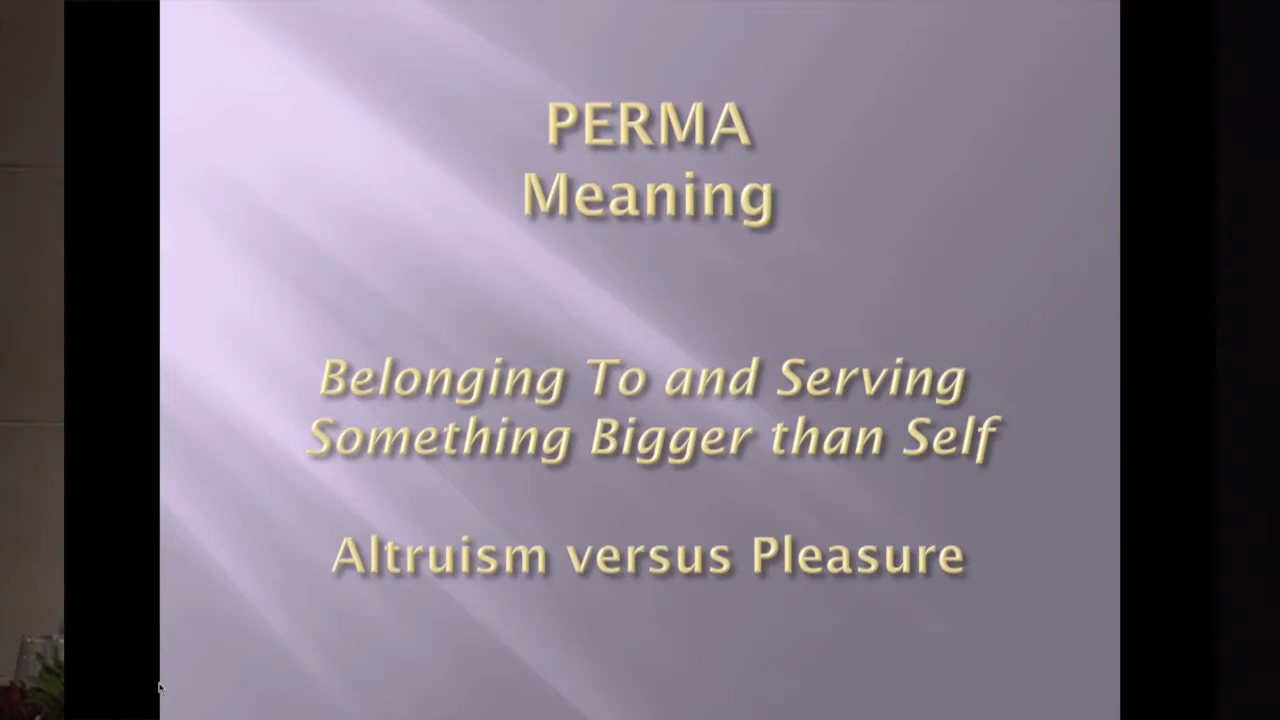 PERMA
Meaning
Belonging To and Serving
Something Bigger than Self
Altruism versus Pleasure